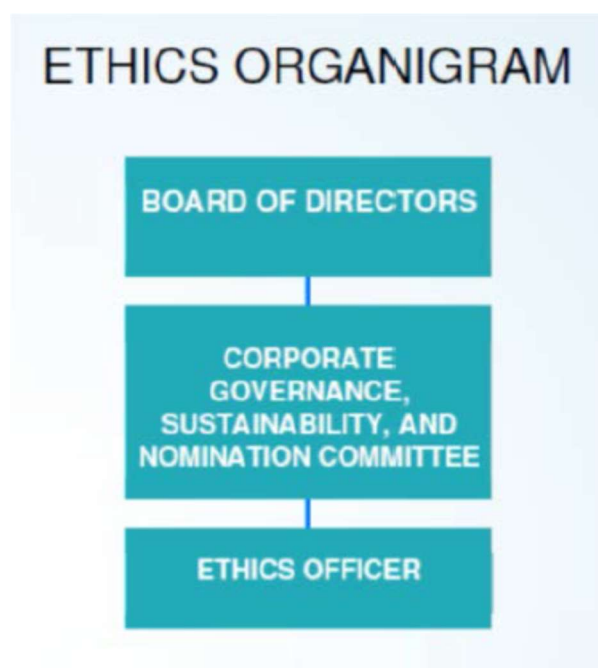 ETHICS ORGANIGRAM
BOARD OF DIRECTORS
CORPORATE
GOVERNANCE,
SUSTAINABILITY, AND
NOMINATION COMMITTEE
ETHICS OFFICER